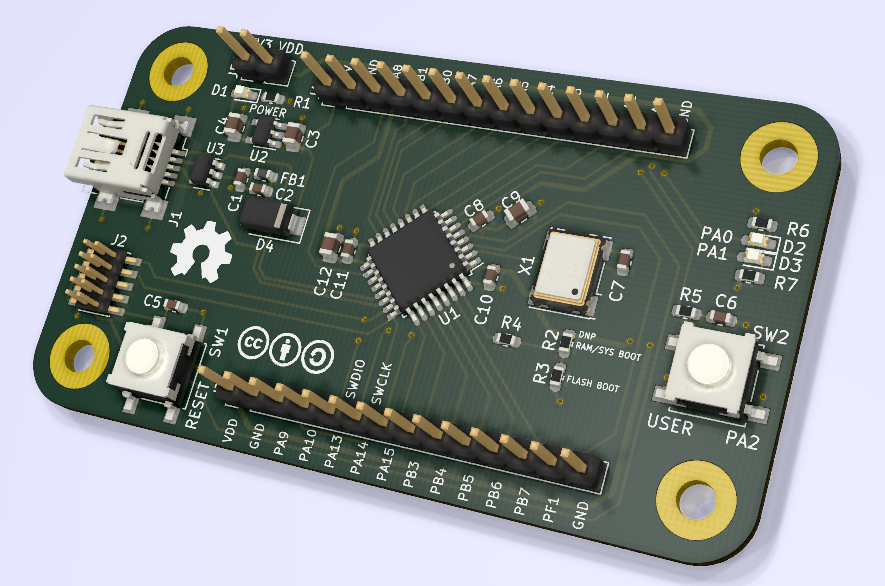 VDD
D1
R1
POWER
C4
C3
U2
U3
FB1
C1
C2
J1
D4
J2
C5
SW1
RESET
C12
C11
C8
C9
U1
C10
X1
C7
R4
R2
R3
DNP
RAM/SYS BOOT
FLASH BOOT
PA0
PA1
R6
D2
D3
R7
R5
C6
SW2
USER
PA2
cc
SWDIO
SWCLK
VDD
GND
PA9
PA10
PA13
PA14
PA15
PB3
PB4
PB5
PB6
PB7
PF1
GND